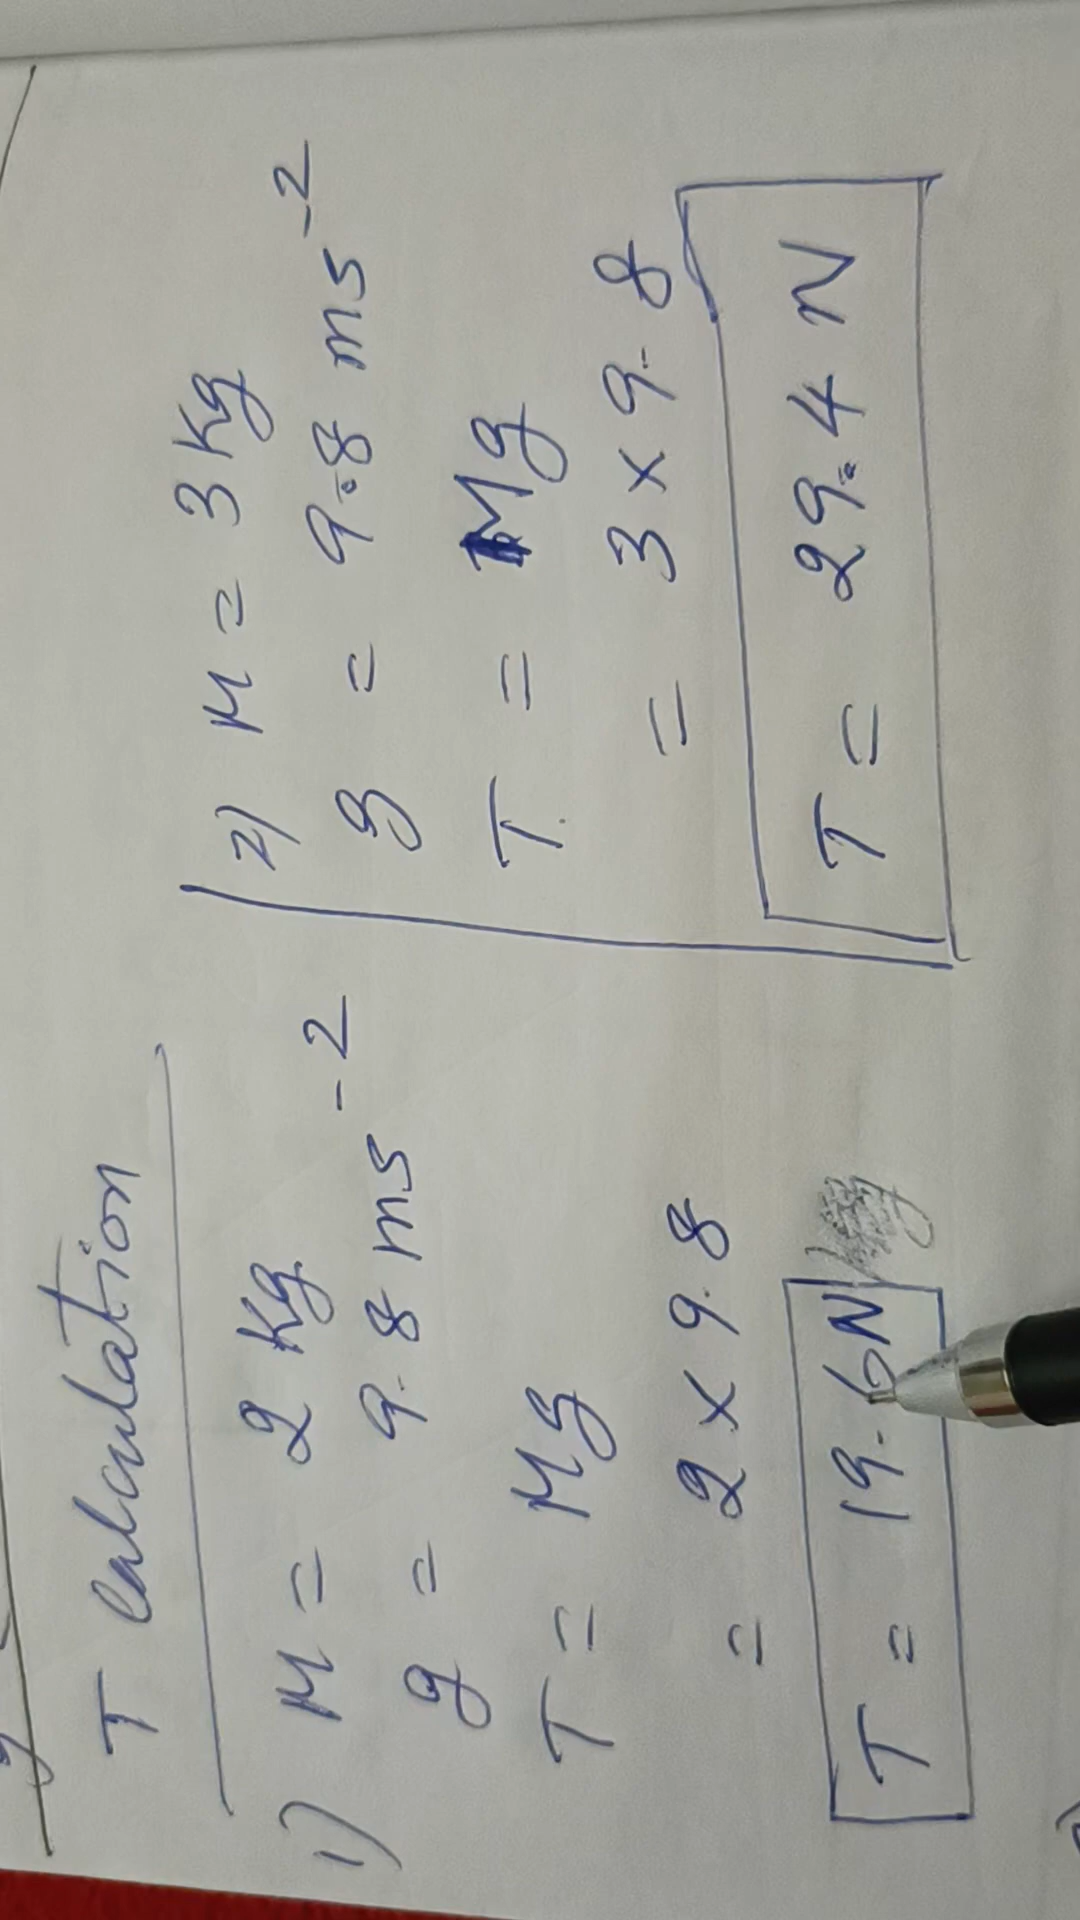 T Calculation
1) M = 2 Kg
g = 9.8 ms⁻²
T = Mg
= 2 × 9.8
T = 19.6N
2) M = 3 Kg
g = 9.8 ms⁻²
T. = Mg
= 3 × 9.8
T = 29.4 N